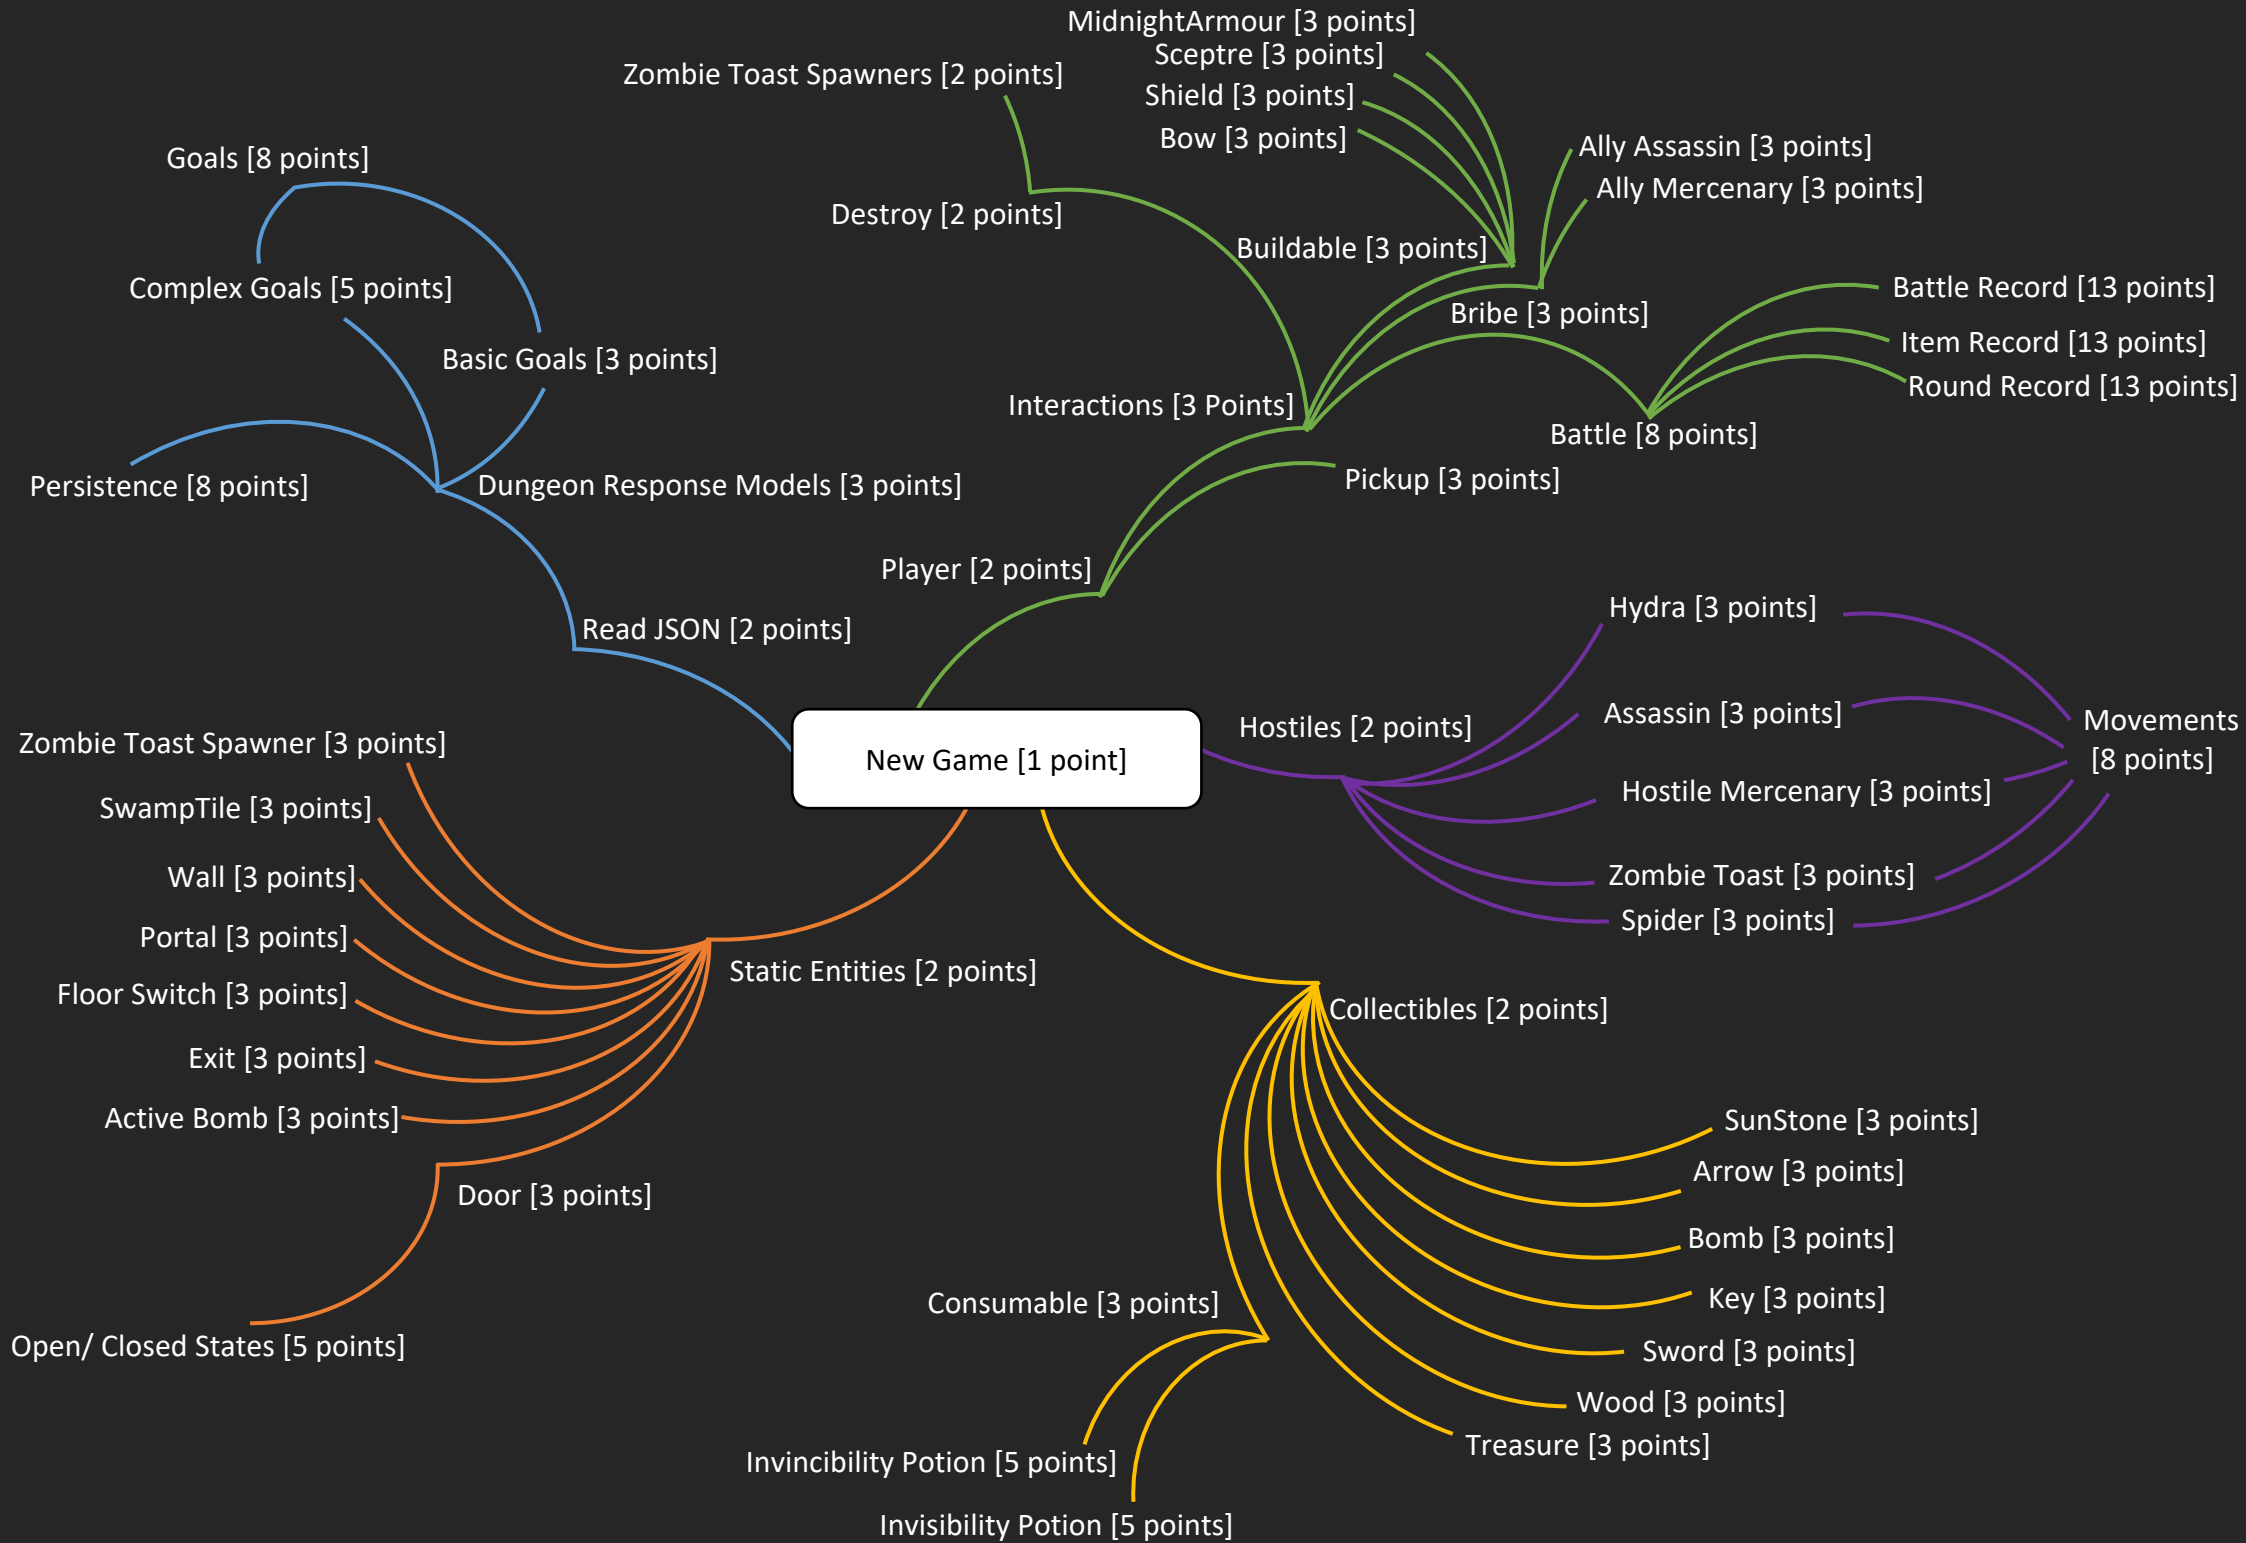 MidnightArmour [3 points]
Sceptre [3 points]
Zombie Toast Spawners [2 points]
Shield [3 points]
Bow [3 points]
Ally Assassin [3 points]
Goals [8 points]
Ally Mercenary [3 points]
Destroy [2 points]
Buildable [3 points]
Complex Goals [5 points]
Battle Record [13 points]
Bribe [3 points]
Item Record [13 points]
Basic Goals [3 points]
Round Record [13 points]
Interactions [3 Points]
Battle [8 points]
Pickup [3 points]
Persistence [8 points]
Dungeon Response Models [3 points]
Player [2 points]
Hydra [3 points]
Read JSON [2 points]
Assassin [3 points]
Movements
[8 points]
Hostiles [2 points]
Zombie Toast Spawner [3 points]
New Game [1 point]
Hostile Mercenary [3 points]
SwampTile [3 points]
Wall [3 points]
Zombie Toast [3 points]
Spider [3 points]
Portal [3 points]
Static Entities [2 points]
Floor Switch [3 points]
Collectibles [2 points]
Exit [3 points]
Active Bomb [3 points]
SunStone [3 points]
Arrow [3 points]
Door [3 points]
Bomb [3 points]
Key [3 points]
Consumable [3 points]
Open/ Closed States [5 points]
Sword [3 points]
Wood [3 points]
Treasure [3 points]
Invincibility Potion [5 points]
Invisibility Potion [5 points]